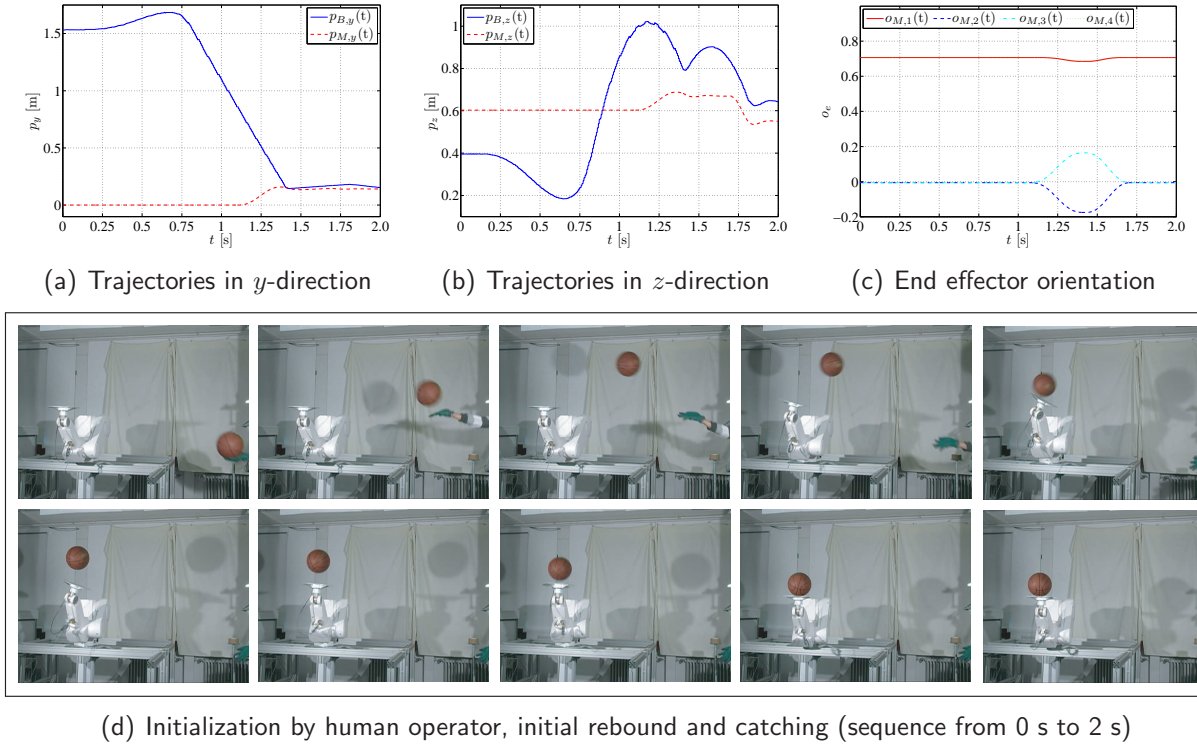 p_{B,y}(t)
p_{M,y}(t)
1.5
1
0.5
0
p_y [m]
0 0.25 0.5 0.75 1.0 1.25 1.5 1.75 2.0
t [s]
(a) Trajectories in y-direction
p_{B,z}(t)
p_{M,z}(t)
1
0.8
0.6
0.4
0.2
p_z [m]
0 0.25 0.5 0.75 1.0 1.25 1.5 1.75 2.0
t [s]
(b) Trajectories in z-direction
o_{M,1}(t) o_{M,2}(t) o_{M,3}(t) o_{M,4}(t)
0.8
0.6
0.4
0.2
0
−0.2
o_e
0 0.25 0.5 0.75 1.0 1.25 1.5 1.75 2.0
t [s]
(c) End effector orientation
(d) Initialization by human operator, initial rebound and catching (sequence from 0 s to 2 s)